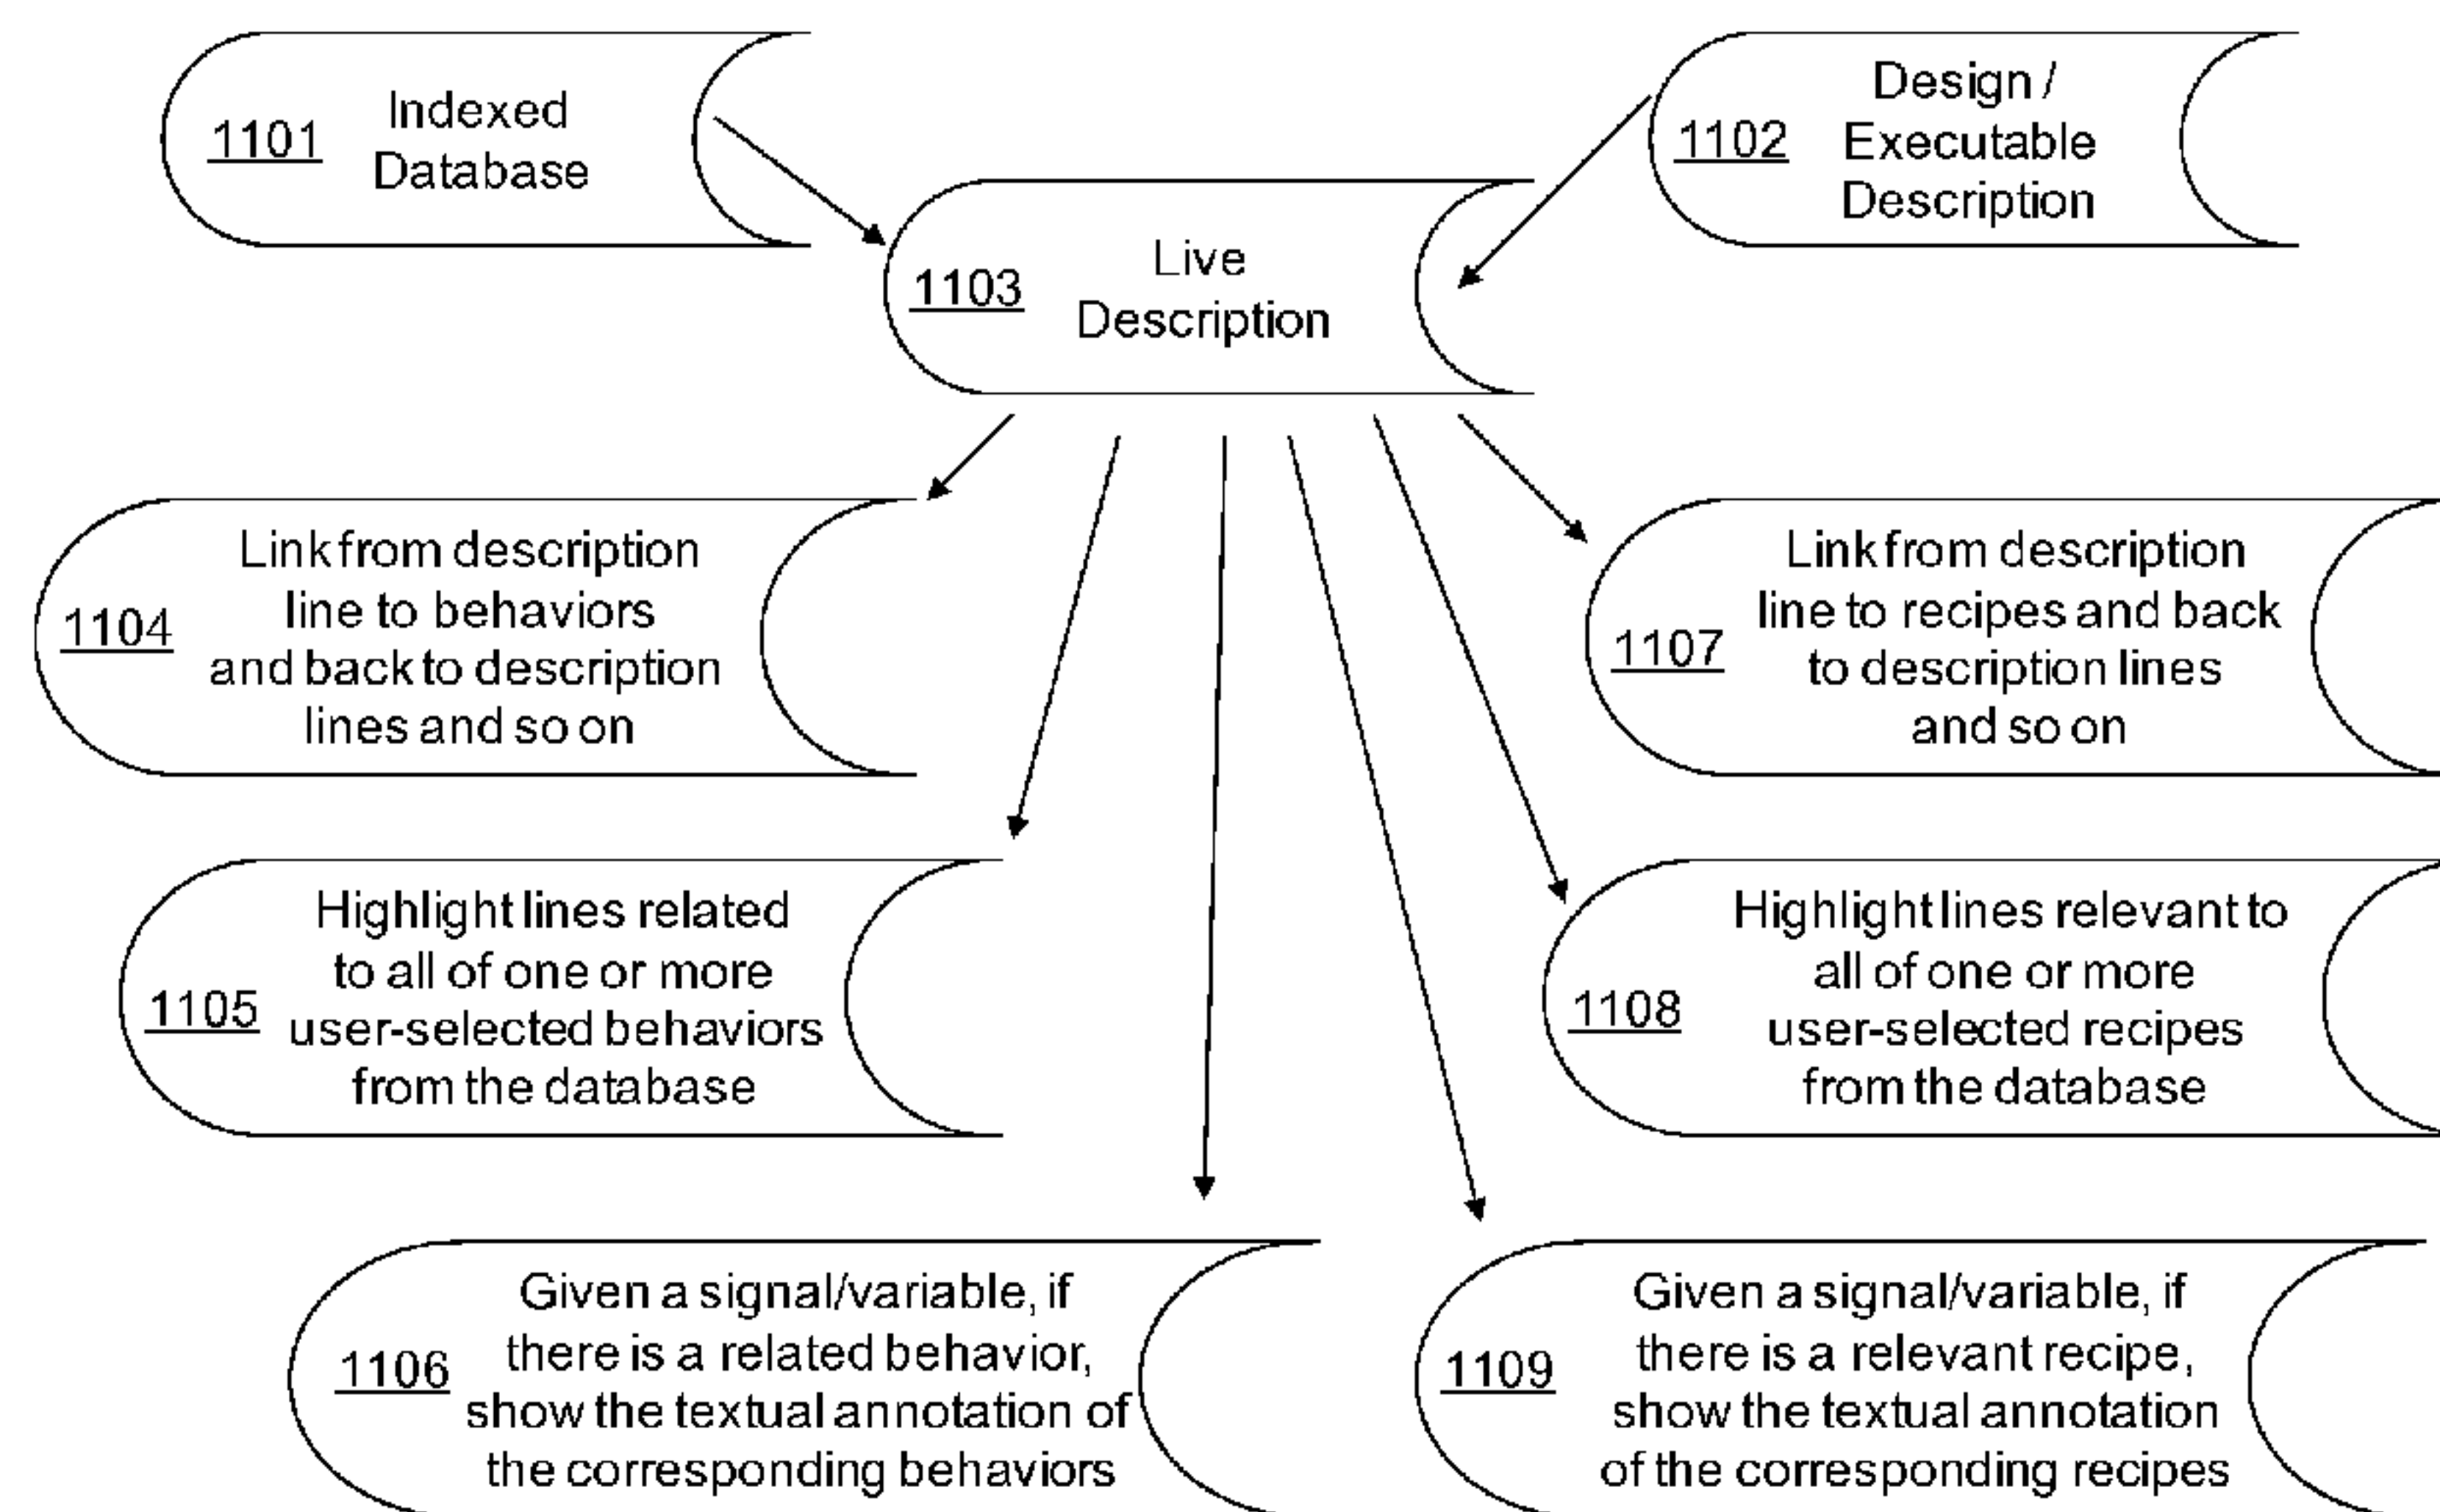 1101
Indexed
Database
1102
Design /
Executable
Description
1103
Live
Description
1104
Link from description
line to behaviors
and back to description
lines and so on
1107
Link from description
line to recipes and back
to description lines
and so on
1105
Highlight lines related
to all of one or more
user-selected behaviors
from the database
1108
Highlight lines relevant to
all of one or more
user-selected recipes
from the database
1106
Given a signal/variable, if
there is a related behavior,
show the textual annotation of
the corresponding behaviors
1109
Given a signal/variable, if
there is a relevant recipe,
show the textual annotation
of the corresponding recipes